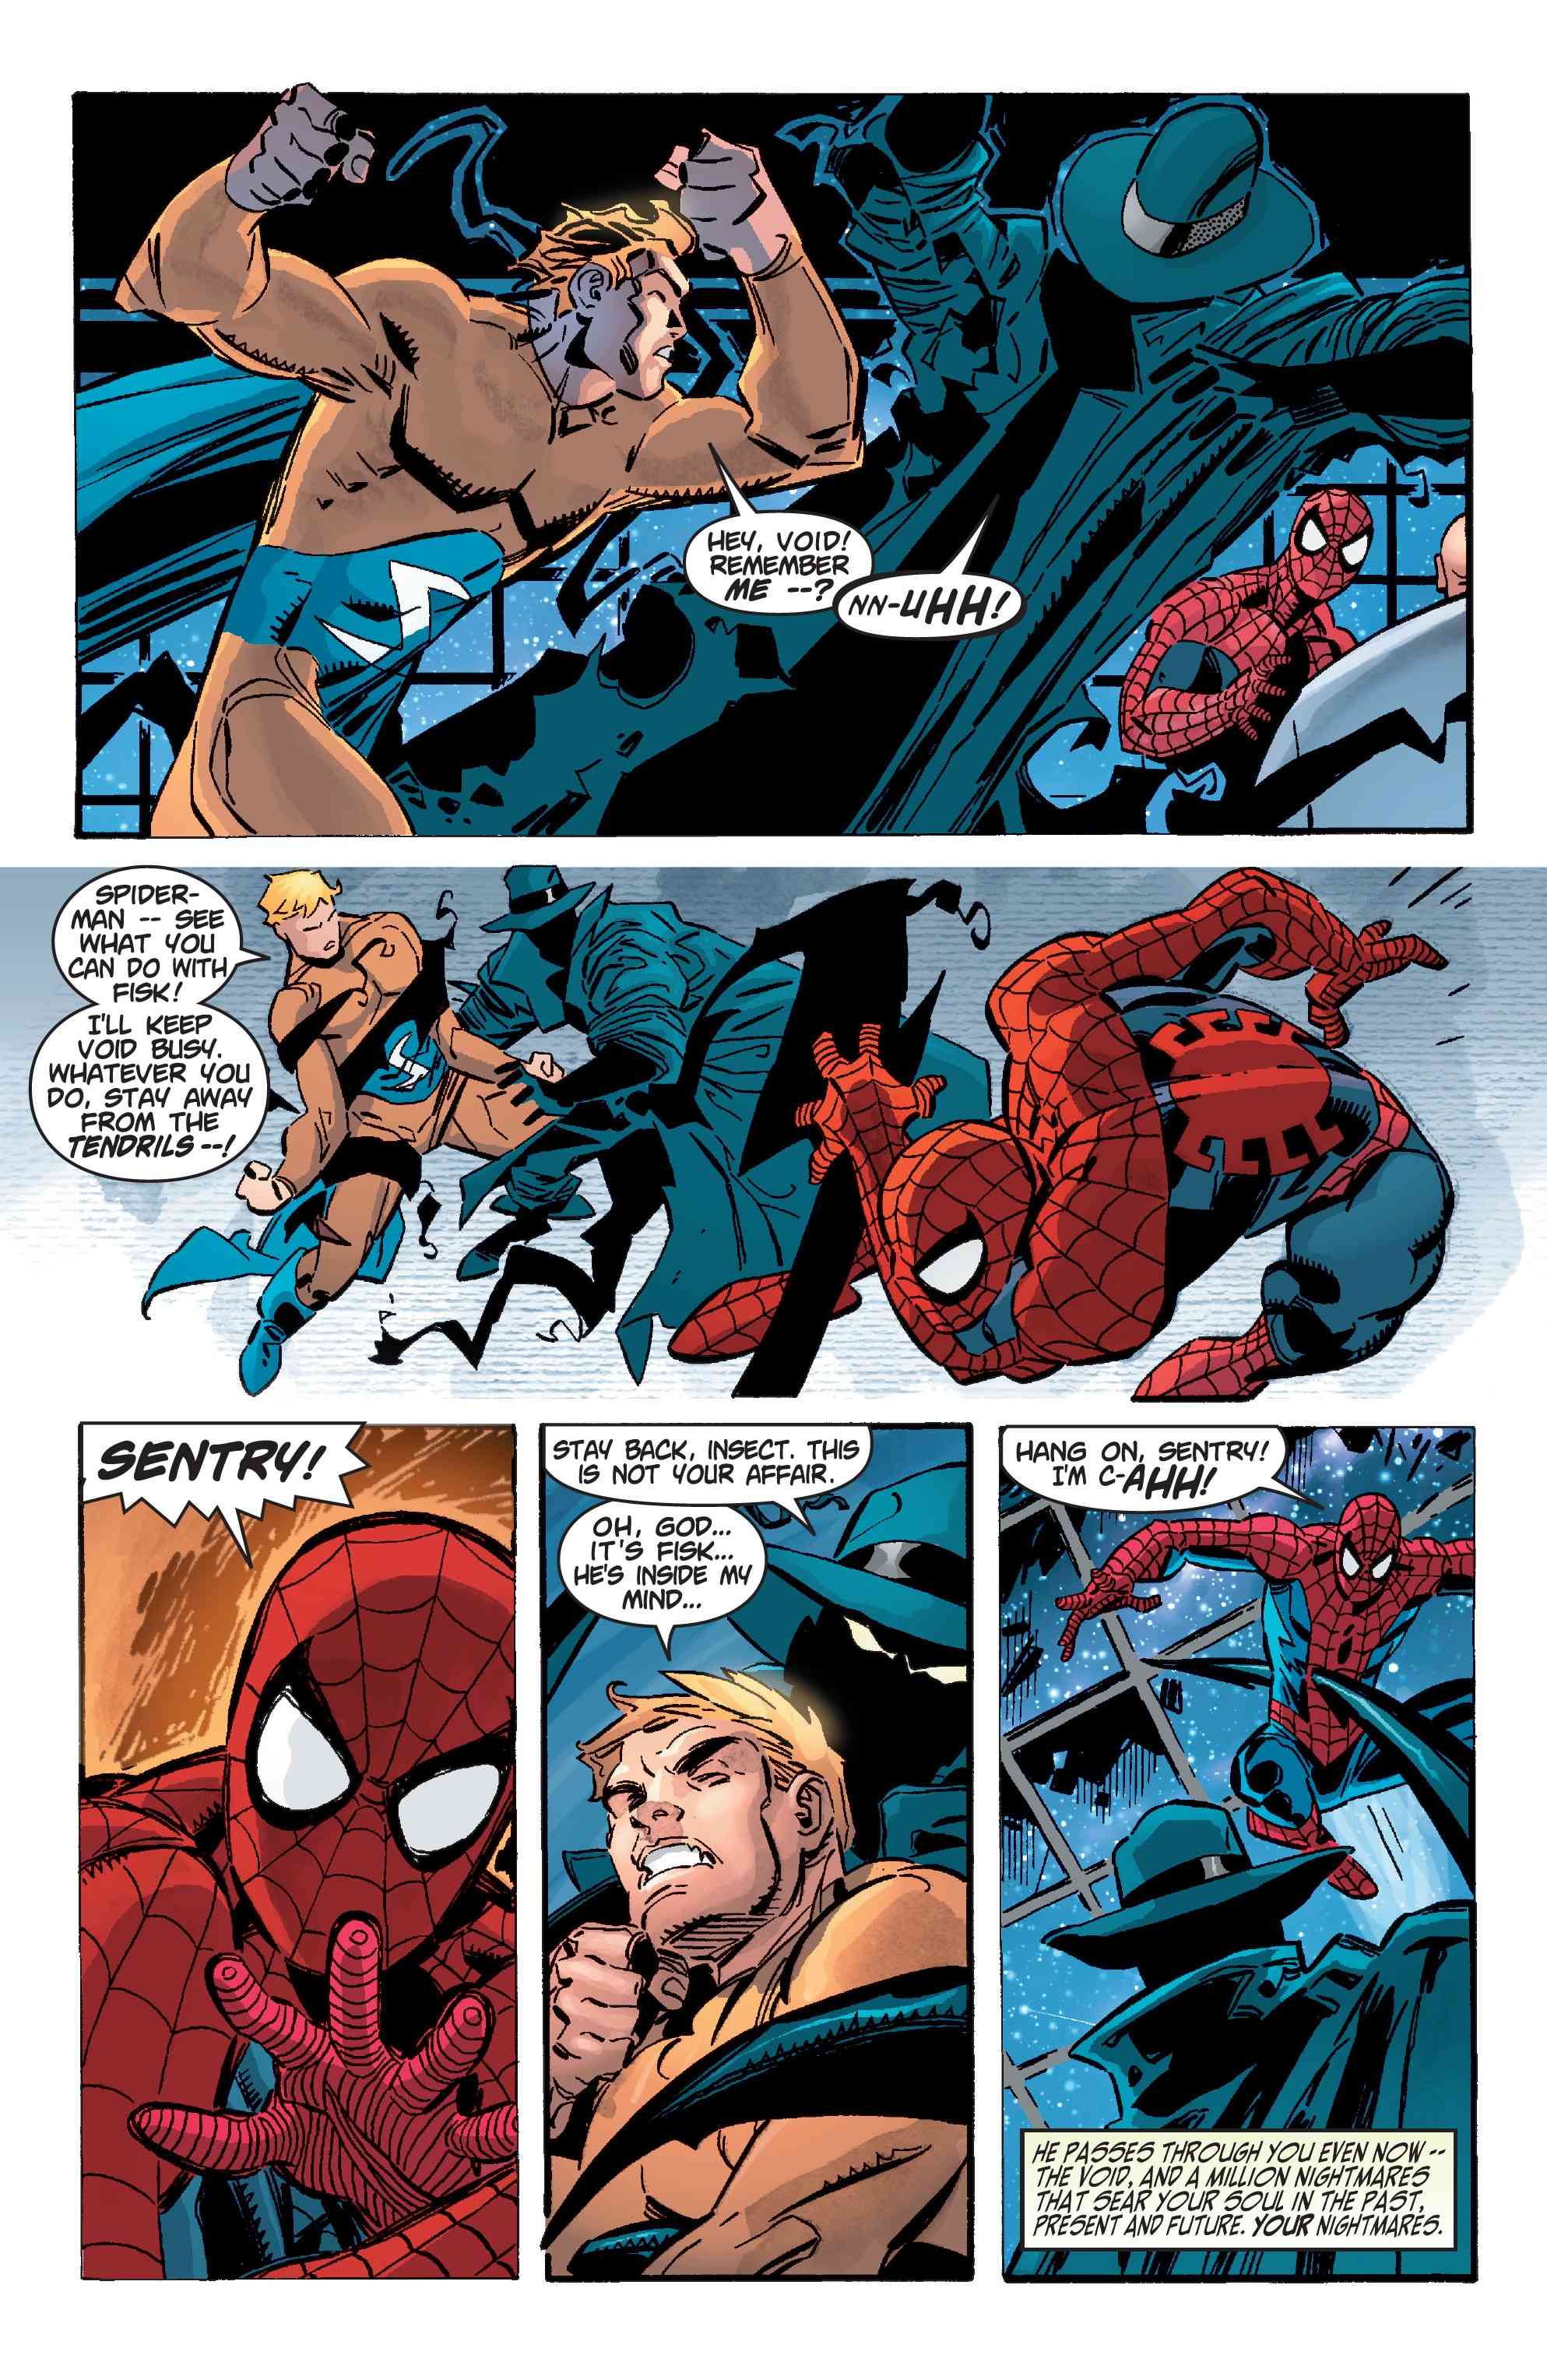 HEY, VOID!
REMEMBER
ME --?
NN-UHH!
SPIDER-
MAN -- SEE
WHAT YOU
CAN DO WITH
FISK!
I'LL KEEP
VOID BUSY.
WHATEVER YOU
DO, STAY AWAY
FROM THE
TENDRILS --!
SENTRY!
STAY BACK, INSECT. THIS
IS NOT YOUR AFFAIR.
OH, GOD...
IT'S FISK...
HE'S INSIDE MY
MIND...
HANG ON, SENTRY!
I'M C-AHH!
HE PASSES THROUGH YOU EVEN NOW --
THE VOID, AND A MILLION NIGHTMARES
THAT SEAR YOUR SOUL IN THE PAST,
PRESENT AND FUTURE. YOUR NIGHTMARES.